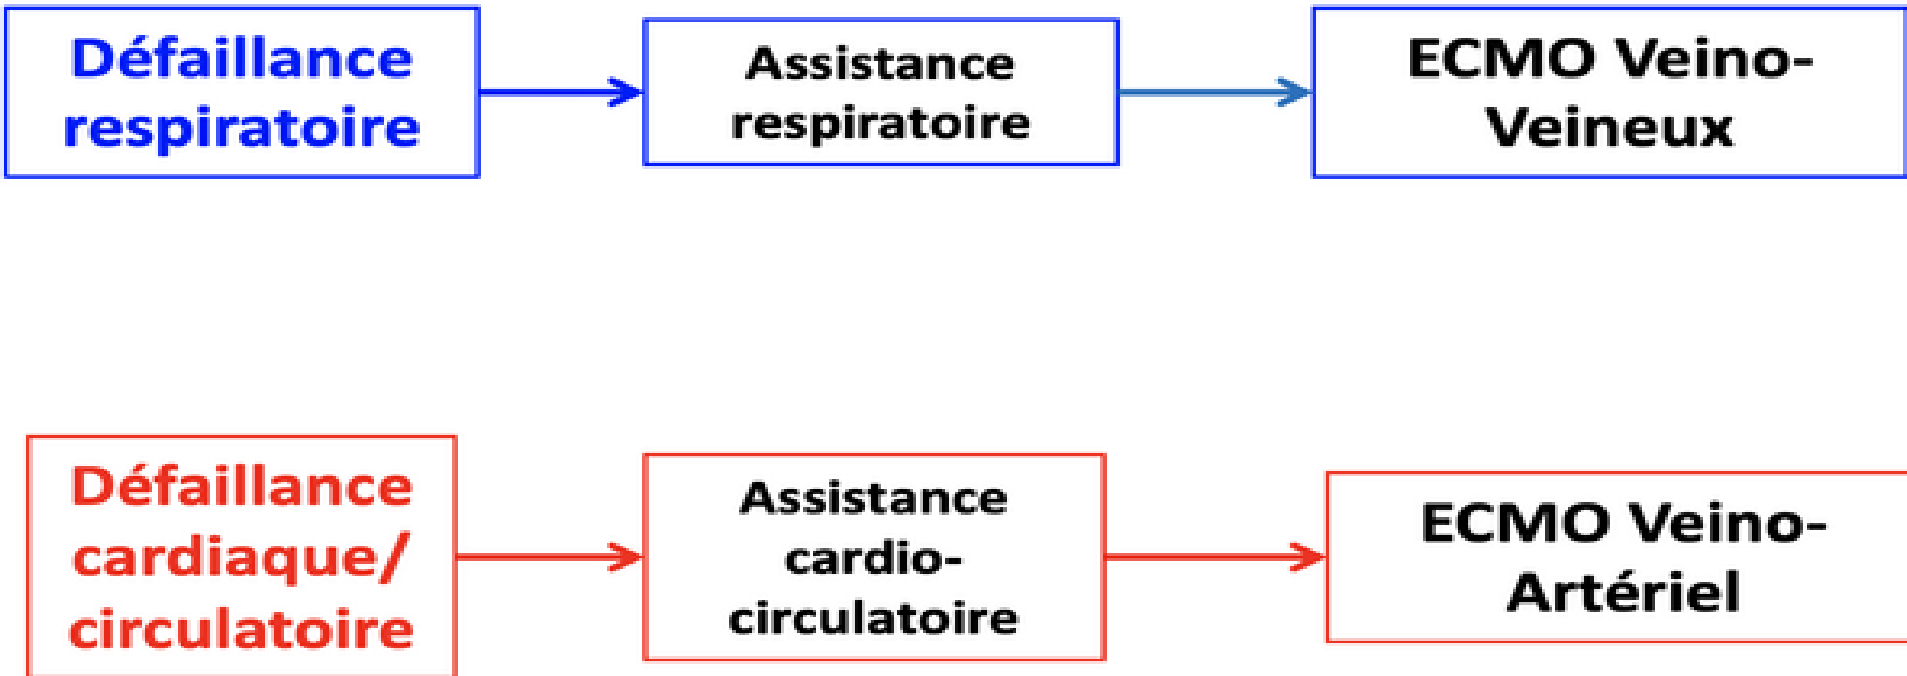 Défaillance
respiratoire
Assistance
respiratoire
ECMO Veino-
Veineux
Défaillance
cardiaque/
circulatoire
Assistance
cardio-
circulatoire
ECMO Veino-
Artériel